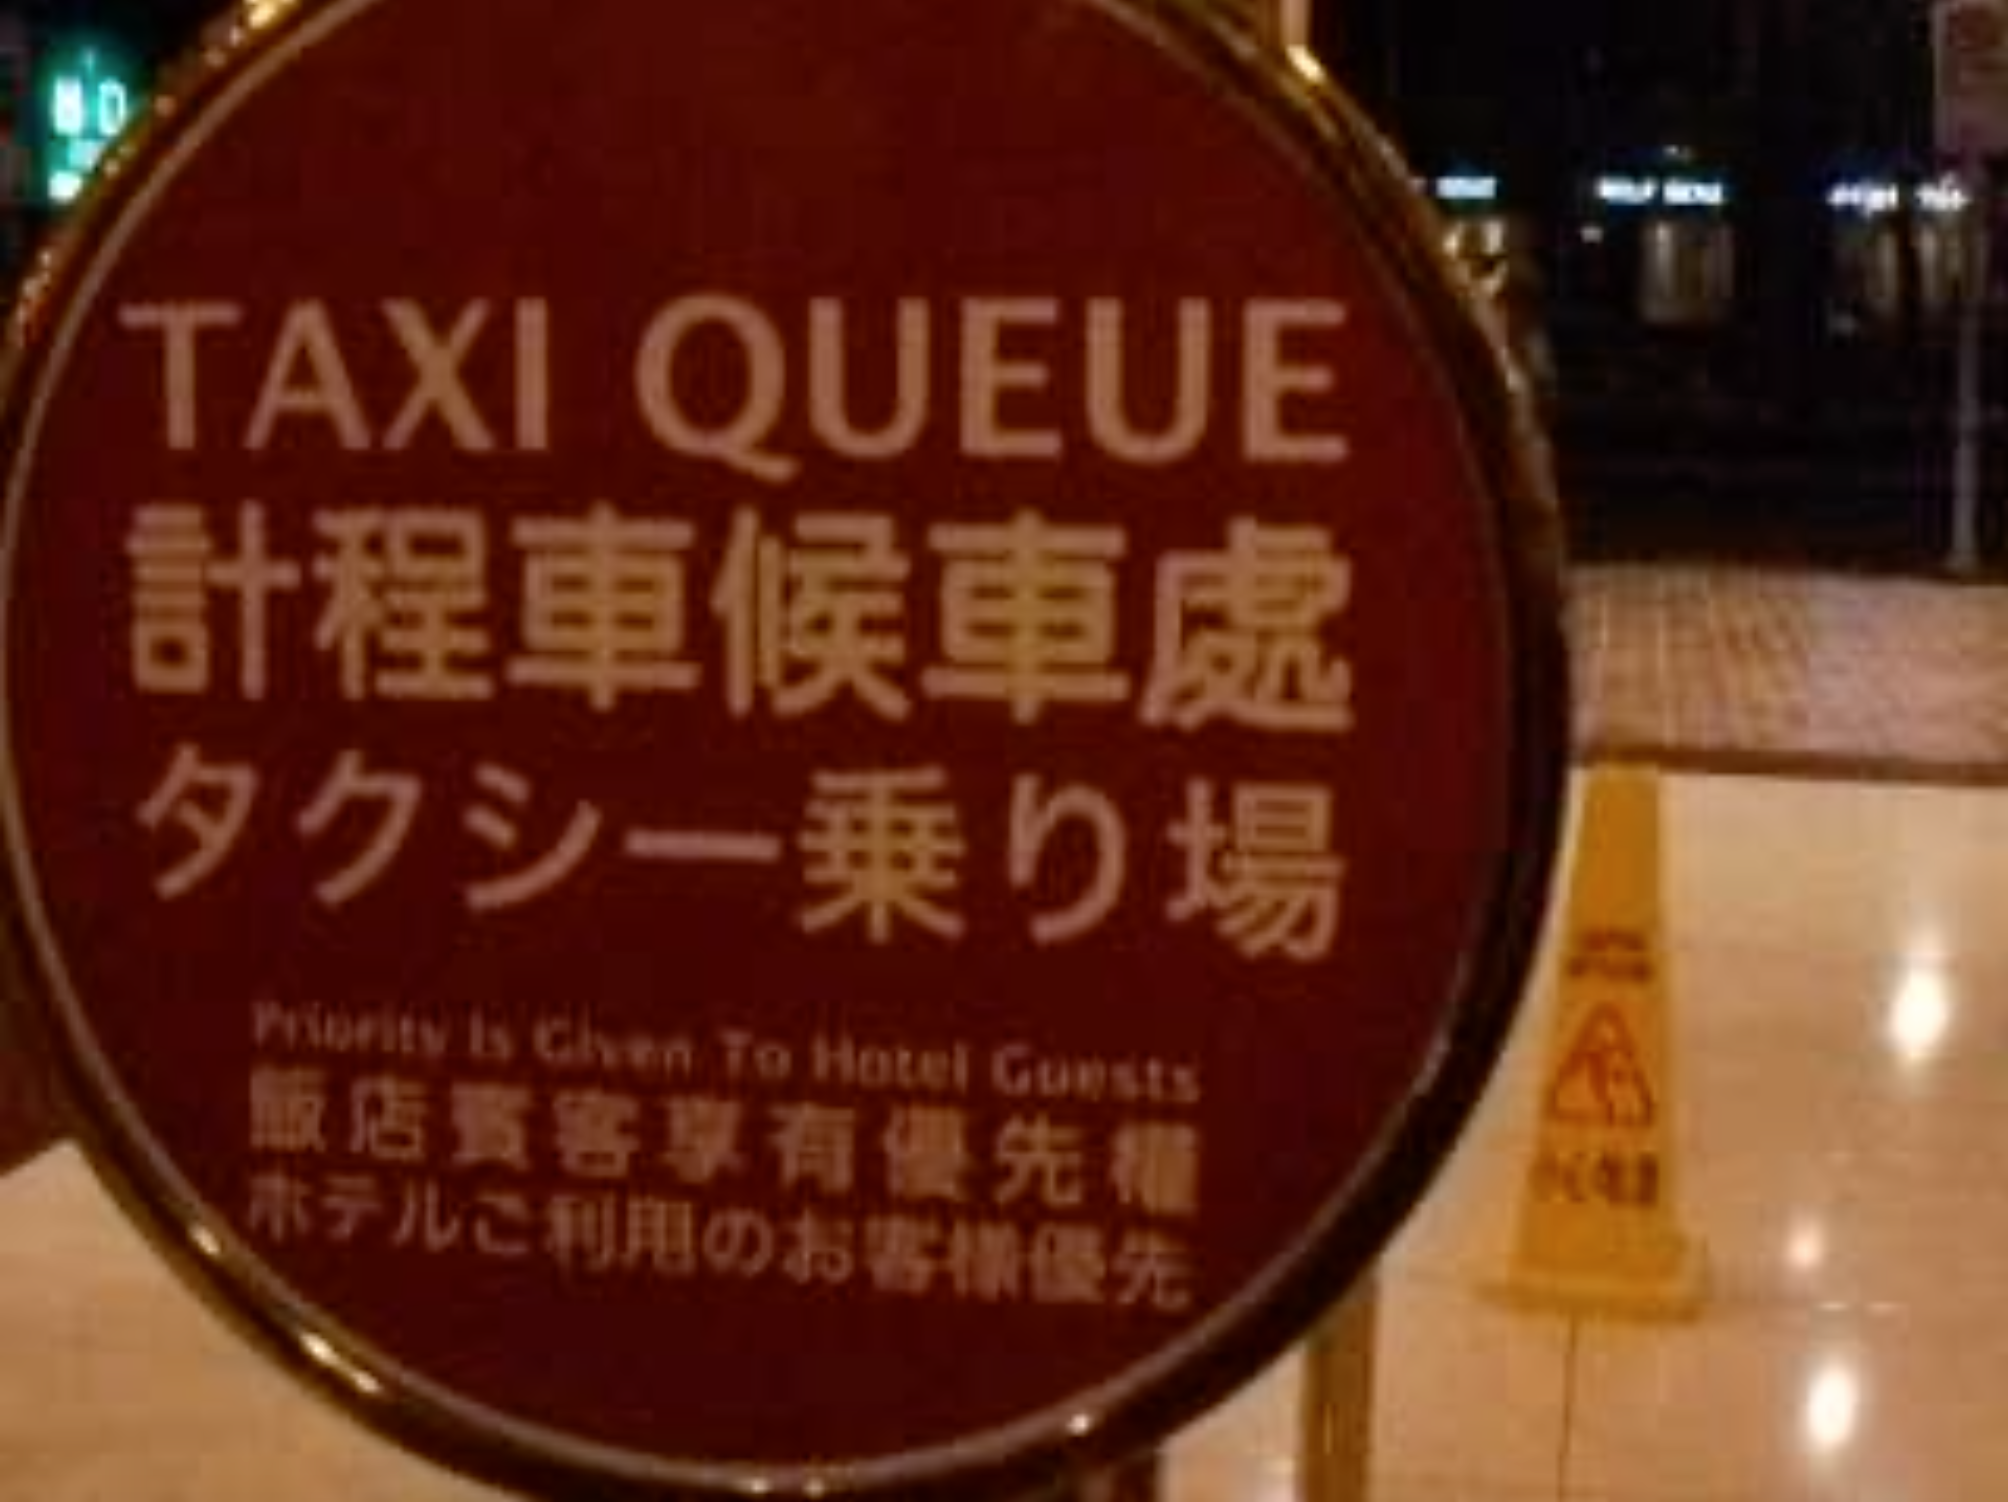 TAXI QUEUE
計程車候車處
タクシー乗り場
Priority Is Given To Hotel Guests
飯店賓客享有優先權
ホテルご利用のお客様優先